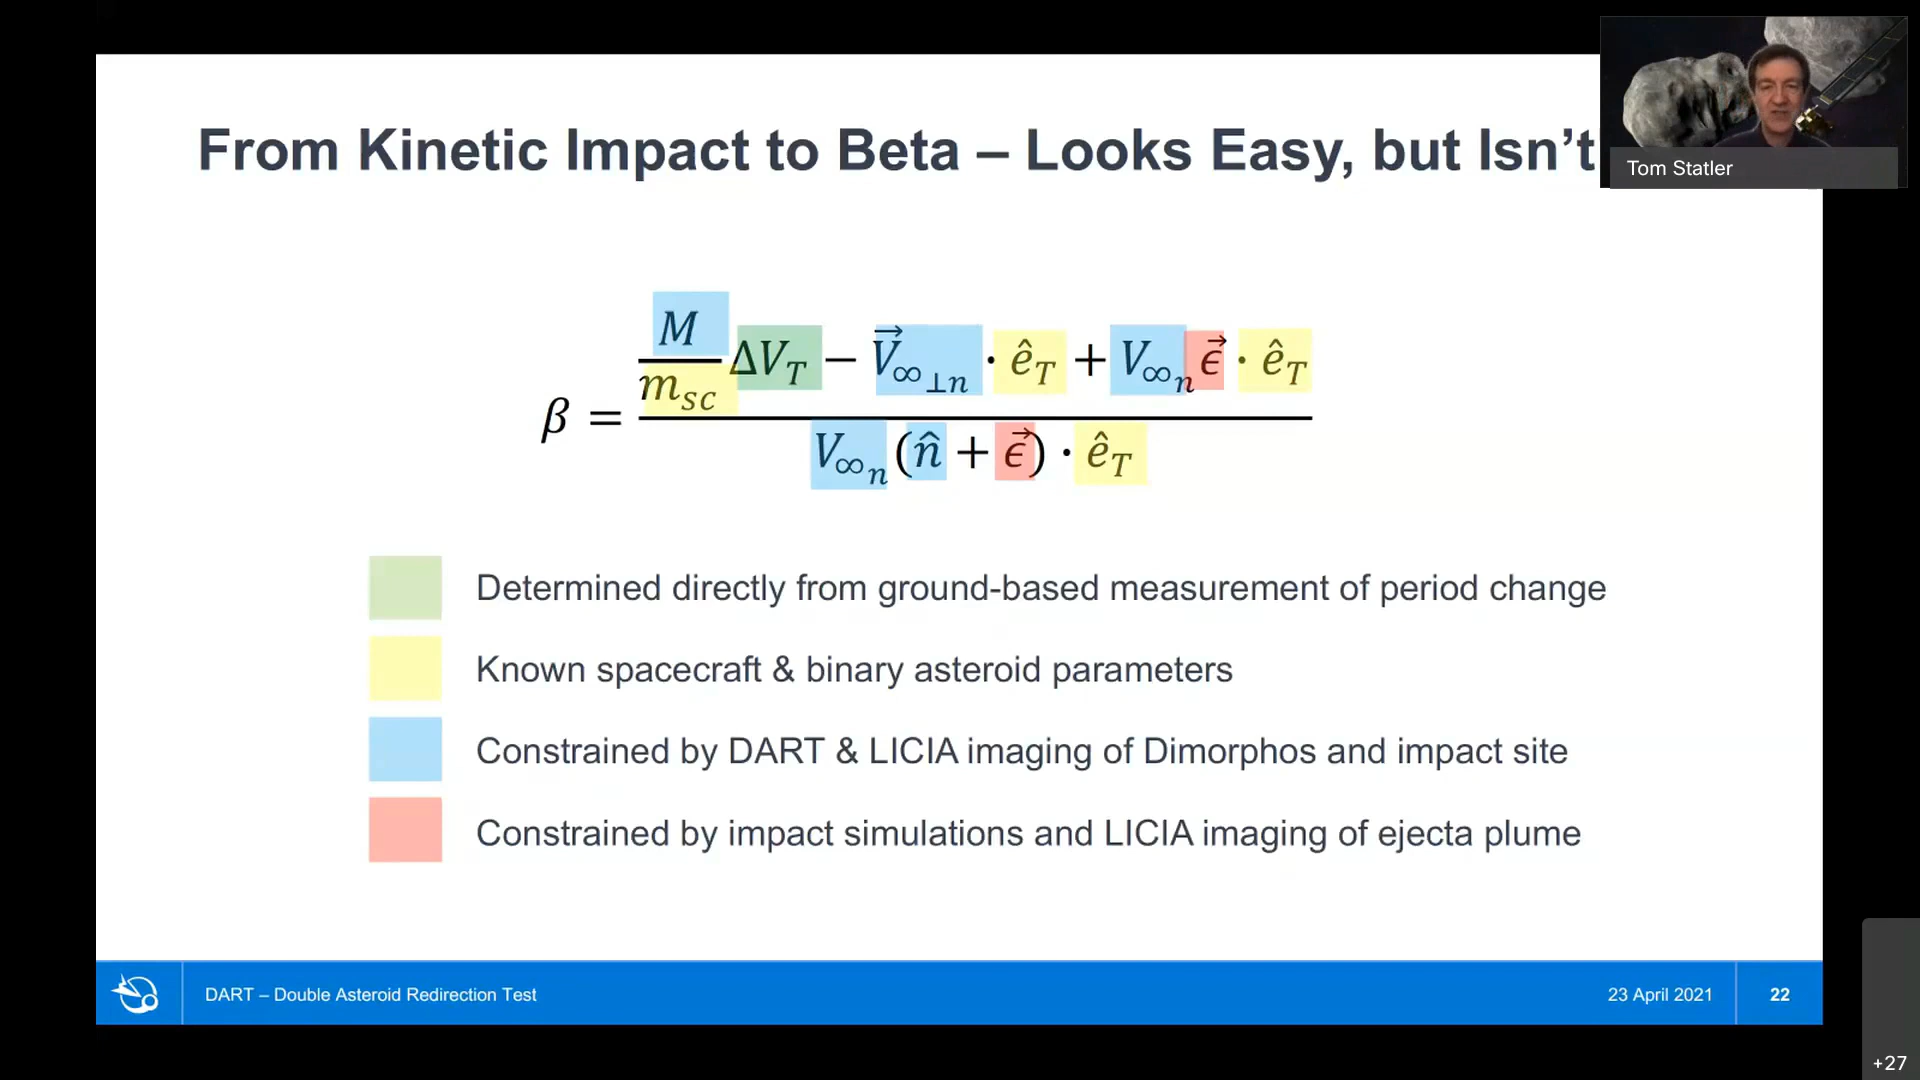 From Kinetic Impact to Beta – Looks Easy, but Isn’t
Tom Statler
β = (M/m_sc ΔV_T − V⃗_∞⊥n · ê_T + V_∞n ϵ⃗ · ê_T) / (V_∞n (n̂ + ϵ⃗) · ê_T)
Determined directly from ground-based measurement of period change
Known spacecraft & binary asteroid parameters
Constrained by DART & LICIA imaging of Dimorphos and impact site
Constrained by impact simulations and LICIA imaging of ejecta plume
DART – Double Asteroid Redirection Test
23 April 2021
22
+27